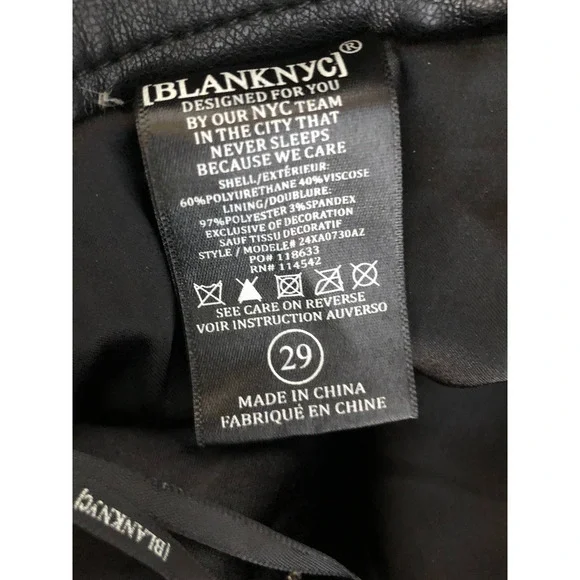 [BLANKNYC]®
DESIGNED FOR YOU
BY OUR NYC TEAM
IN THE CITY THAT
NEVER SLEEPS
BECAUSE WE CARE
SHELL/EXTÉRIEUR:
60%POLYURETHANE 40%VISCOSE
LINING/DOUBLURE:
97%POLYESTER 3%SPANDEX
EXCLUSIVE OF DECORATION
SAUF TISSU DECORATIF
STYLE / MODELE# 24XA0730AZ
PO# 118633
RN# 114542
SEE CARE ON REVERSE
VOIR INSTRUCTION AUVERSO
29
MADE IN CHINA
FABRIQUÉ EN CHINE
[BLANKNYC]